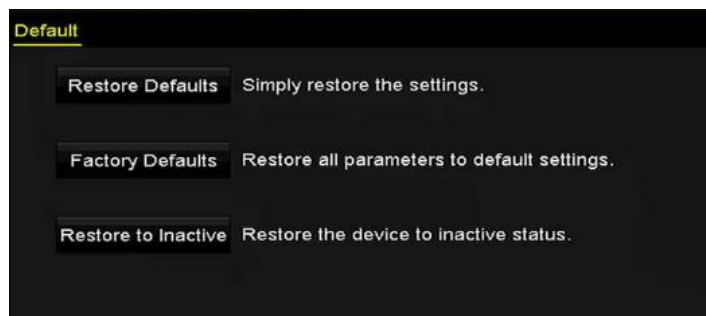 Default
Restore Defaults Simply restore the settings.
Factory Defaults Restore all parameters to default settings.
Restore to Inactive Restore the device to inactive status.